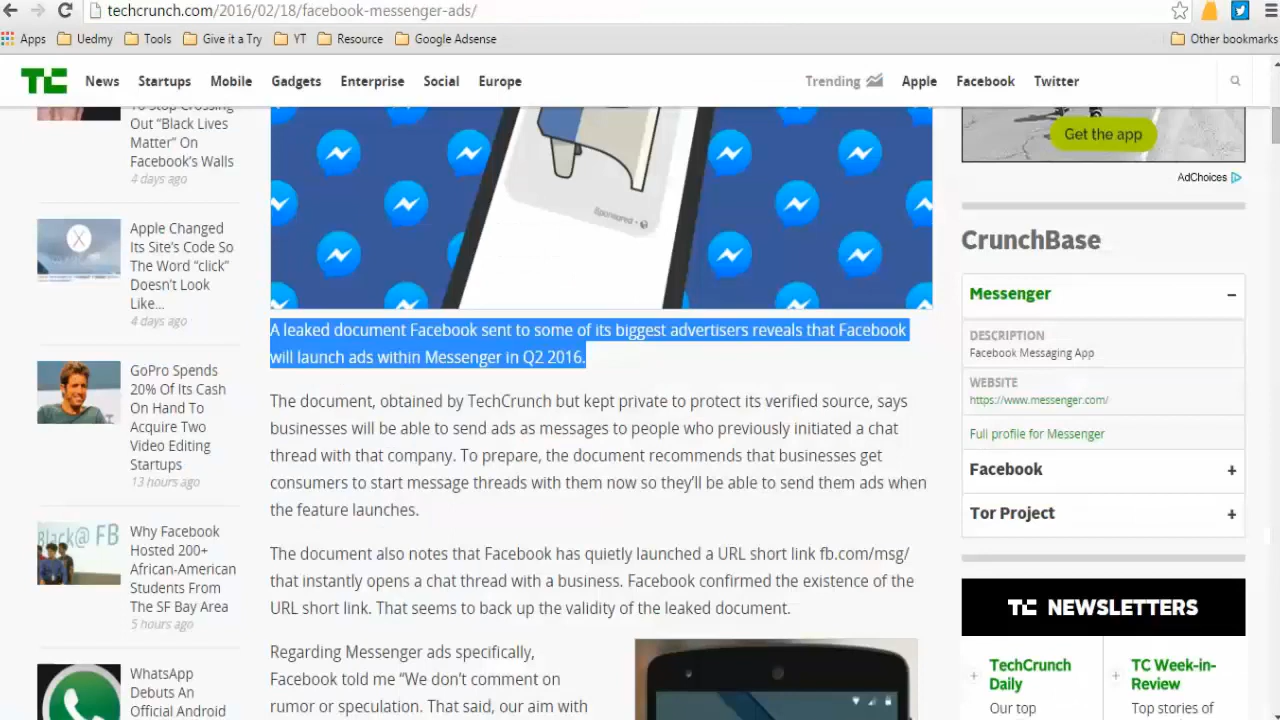 techcrunch.com/2016/02/18/facebook-messenger-ads/
Apps Uedmy Tools Give it a Try YT Resource Google Adsense Other bookmarks
TC News Startups Mobile Gadgets Enterprise Social Europe Trending Apple Facebook Twitter
To Stop Crossing
Out “Black Lives
Matter” On
Facebook’s Walls
4 days ago
Apple Changed
Its Site’s Code So
The Word “click”
Doesn’t Look
Like…
4 days ago
GoPro Spends
20% Of Its Cash
On Hand To
Acquire Two
Video Editing
Startups
13 hours ago
Black@ FB
Why Facebook
Hosted 200+
African-American
Students From
The SF Bay Area
5 hours ago
WhatsApp
Debuts An
Official Android
Sponsored
A leaked document Facebook sent to some of its biggest advertisers reveals that Facebook
will launch ads within Messenger in Q2 2016.
The document, obtained by TechCrunch but kept private to protect its verified source, says
businesses will be able to send ads as messages to people who previously initiated a chat
thread with that company. To prepare, the document recommends that businesses get
consumers to start message threads with them now so they’ll be able to send them ads when
the feature launches.
The document also notes that Facebook has quietly launched a URL short link fb.com/msg/
that instantly opens a chat thread with a business. Facebook confirmed the existence of the
URL short link. That seems to back up the validity of the leaked document.
Regarding Messenger ads specifically,
Facebook told me “We don’t comment on
rumor or speculation. That said, our aim with
Get the app
AdChoices
CrunchBase
Messenger –
DESCRIPTION
Facebook Messaging App
WEBSITE
https://www.messenger.com/
Full profile for Messenger
Facebook +
Tor Project +
TC NEWSLETTERS
+ TechCrunch
Daily
Our top
+ TC Week-in-
Review
Top stories of